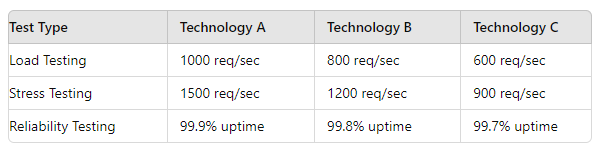 Test Type Technology A Technology B Technology C
Load Testing 1000 req/sec 800 req/sec 600 req/sec
Stress Testing 1500 req/sec 1200 req/sec 900 req/sec
Reliability Testing 99.9% uptime 99.8% uptime 99.7% uptime